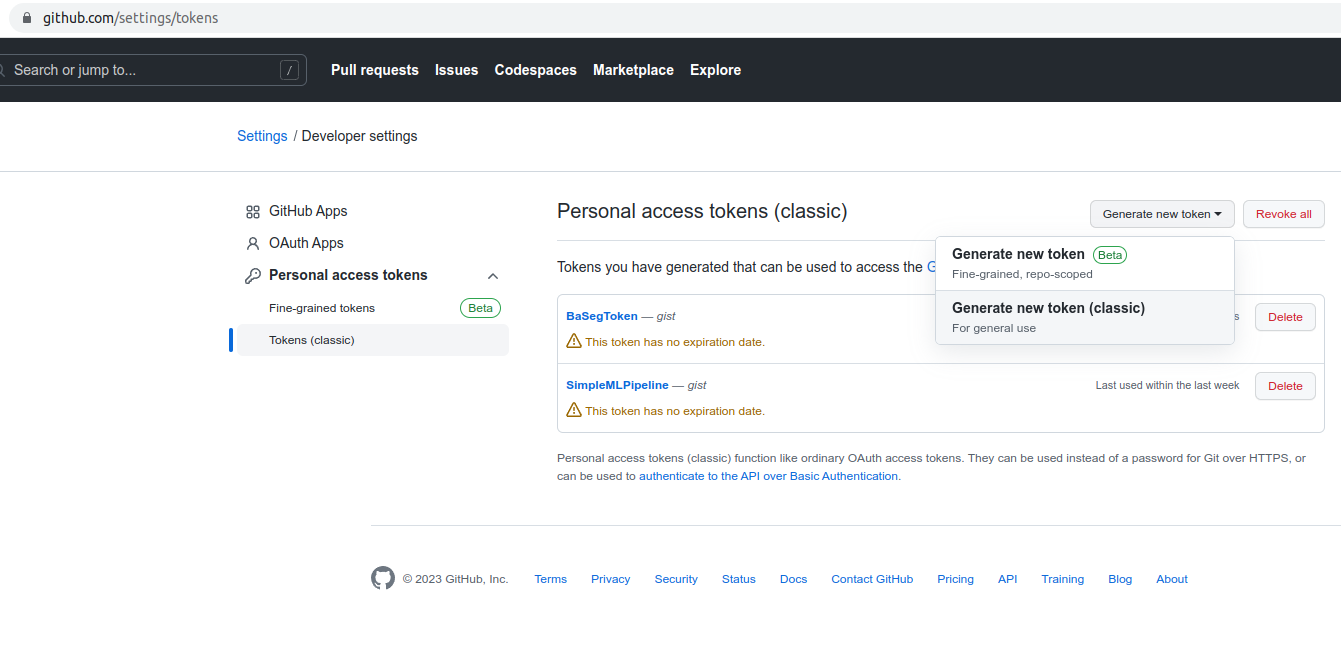 github.com/settings/tokens
Search or jump to... / Pull requests Issues Codespaces Marketplace Explore
Settings / Developer settings
GitHub Apps
OAuth Apps
Personal access tokens
Fine-grained tokens Beta
Tokens (classic)
Personal access tokens (classic) Generate new token Revoke all
Generate new token Beta
Fine-grained, repo-scoped
Generate new token (classic)
For general use
Tokens you have generated that can be used to access the
BaSegToken — gist Delete
This token has no expiration date.
SimpleMLPipeline — gist Last used within the last week Delete
This token has no expiration date.
Personal access tokens (classic) function like ordinary OAuth access tokens. They can be used instead of a password for Git over HTTPS, or
can be used to authenticate to the API over Basic Authentication.
© 2023 GitHub, Inc. Terms Privacy Security Status Docs Contact GitHub Pricing API Training Blog About